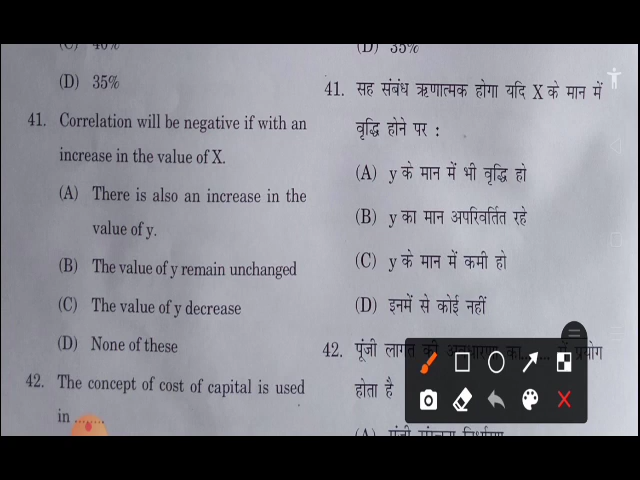 (D) 35%
41. Correlation will be negative if with an
increase in the value of X.
(A) There is also an increase in the
value of y.
(B) The value of y remain unchanged
(C) The value of y decrease
(D) None of these
42. The concept of cost of capital is used
in ........
(D) 35%
41. सह संबंध ऋणात्मक होगा यदि X के मान में
वृद्धि होने पर :
(A) y के मान में भी वृद्धि हो
(B) y का मान अपरिवर्तित रहे
(C) y के मान में कमी हो
(D) इनमें से कोई नहीं
42. पूंजी लागत की अवधारणा का....... में प्रयोग
होता है